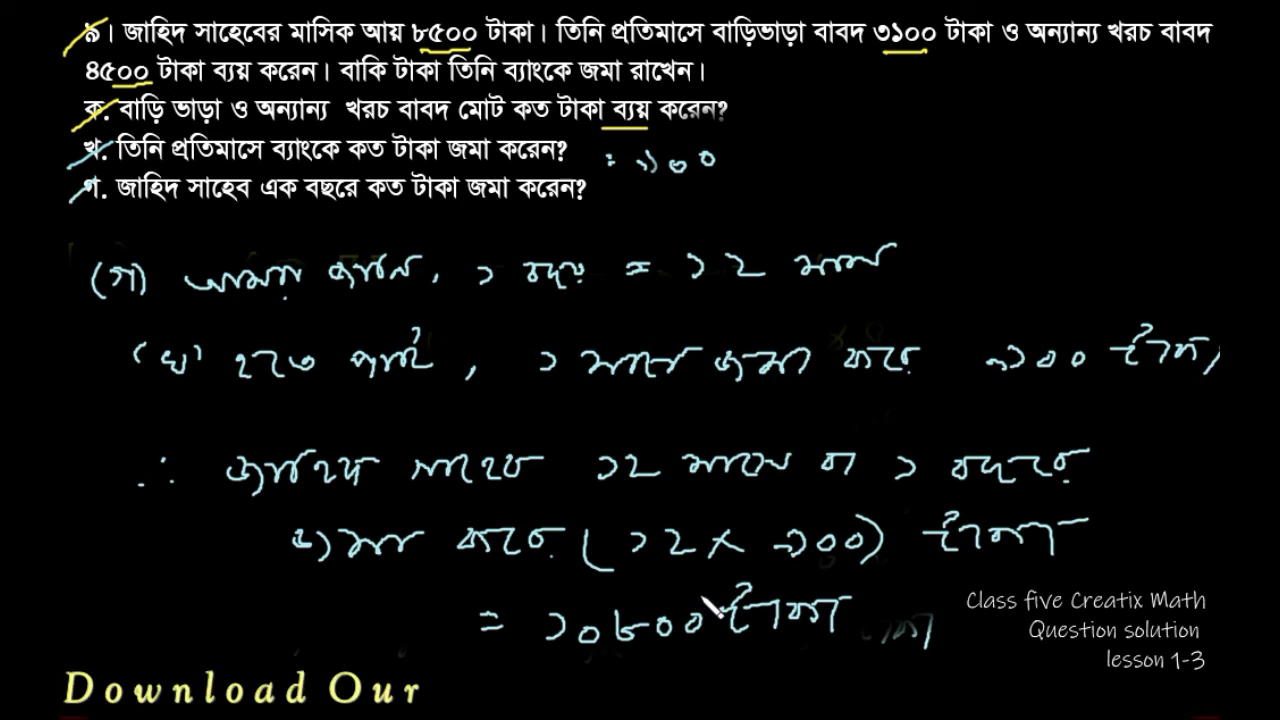 ৯। জাহিদ সাহেবের মাসিক আয় ৮৫০০ টাকা। তিনি প্রতিমাসে বাড়িভাড়া বাবদ ৩১০০ টাকা ও অন্যান্য খরচ বাবদ
৪৫০০ টাকা ব্যয় করেন। বাকি টাকা তিনি ব্যাংকে জমা রাখেন।
ক. বাড়ি ভাড়া ও অন্যান্য খরচ বাবদ মোট কত টাকা ব্যয় করেন?
খ. তিনি প্রতিমাসে ব্যাংকে কত টাকা জমা করেন?
= ৯০০
গ. জাহিদ সাহেব এক বছরে কত টাকা জমা করেন?
(গ) আমরা জানি, ১ বছর = ১২ মাস
(খ) হতে পাই, ১ মাসে জমা করে ৯০০ টাকা
∴ জাহিদ সাহেব ১২ মাসে বা ১ বছরে
জমা করে (১২ × ৯০০) টাকা
= ১০৮০০ টাকা
Class five Creatix Math
Question solution
lesson 1-3
Download Our